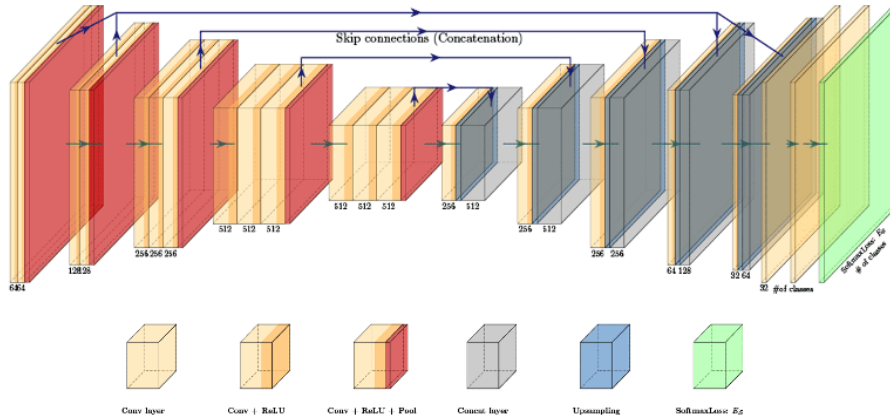 Skip connections (Concatenation)
64 64
128 128
256 256 256
512 512 512
512 512 512
256 512
256 512
256 256
64 128
32 64
32
# of classes
SoftmaxLoss: E_S
# of classes
Conv layer
Conv + ReLU
Conv + ReLU + Pool
Concat layer
Upsampling
SoftmaxLoss: E_S